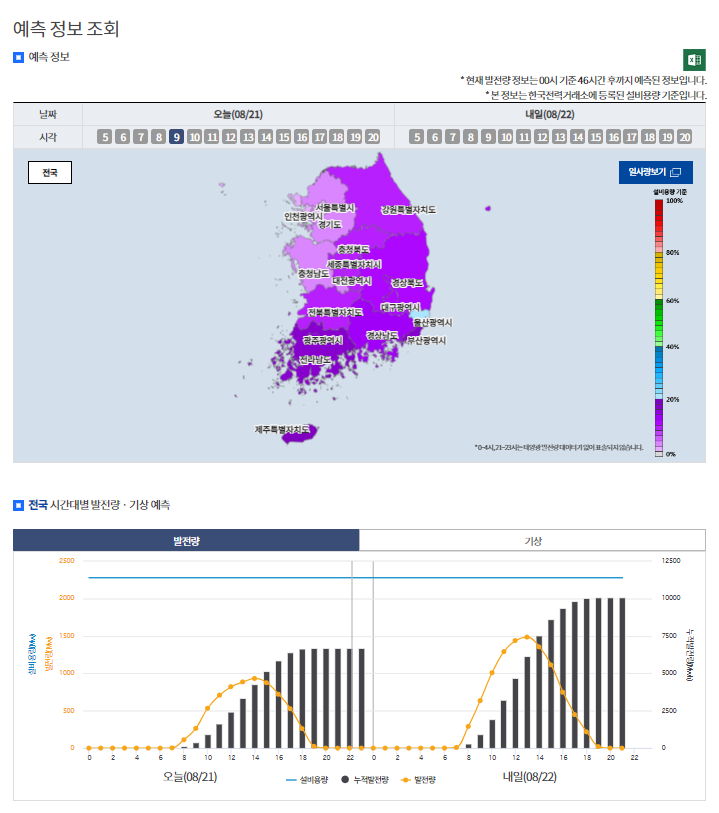 예측 정보 조회
예측 정보
* 현재 발전량 정보는 00시 기준 46시간 후까지 예측된 정보입니다.
* 본 정보는 한국전력거래소에 등록된 설비용량 기준입니다.
날짜 오늘(08/21) 내일(08/22)
시각 5 6 7 8 9 10 11 12 13 14 15 16 17 18 19 20 5 6 7 8 9 10 11 12 13 14 15 16 17 18 19 20
전국
일사량보기
설비용량 기준
100%
80%
60%
40%
20%
0%
서울특별시
인천광역시
경기도
강원특별자치도
충청북도
세종특별자치시
충청남도
대전광역시
경상북도
대구광역시
전북특별자치도
울산광역시
경상남도
부산광역시
광주광역시
전라남도
제주특별자치도
* 0~4시, 21~23시는 태양광 발전량 데이터가 없어 표출되지 않습니다.
전국 시간대별 발전량 · 기상 예측
발전량 기상
설비용량(MW)
발전량(MW)
2500
2000
1500
1000
500
0
12500
10000
7500
5000
2500
0
누적발전량(MWh)
0 2 4 6 8 10 12 14 16 18 20 22 0 2 4 6 8 10 12 14 16 18 20 22
오늘(08/21) 내일(08/22)
설비용량 누적발전량 발전량